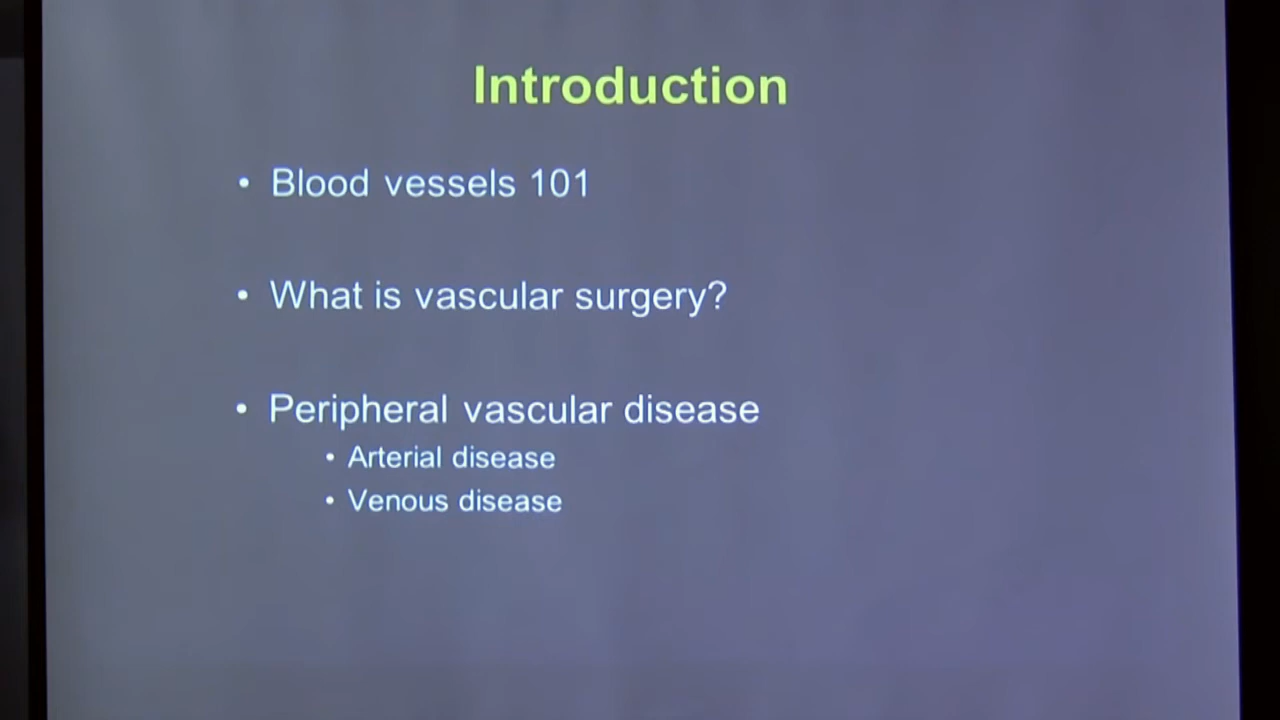 Introduction
• Blood vessels 101
• What is vascular surgery?
• Peripheral vascular disease
• Arterial disease
• Venous disease